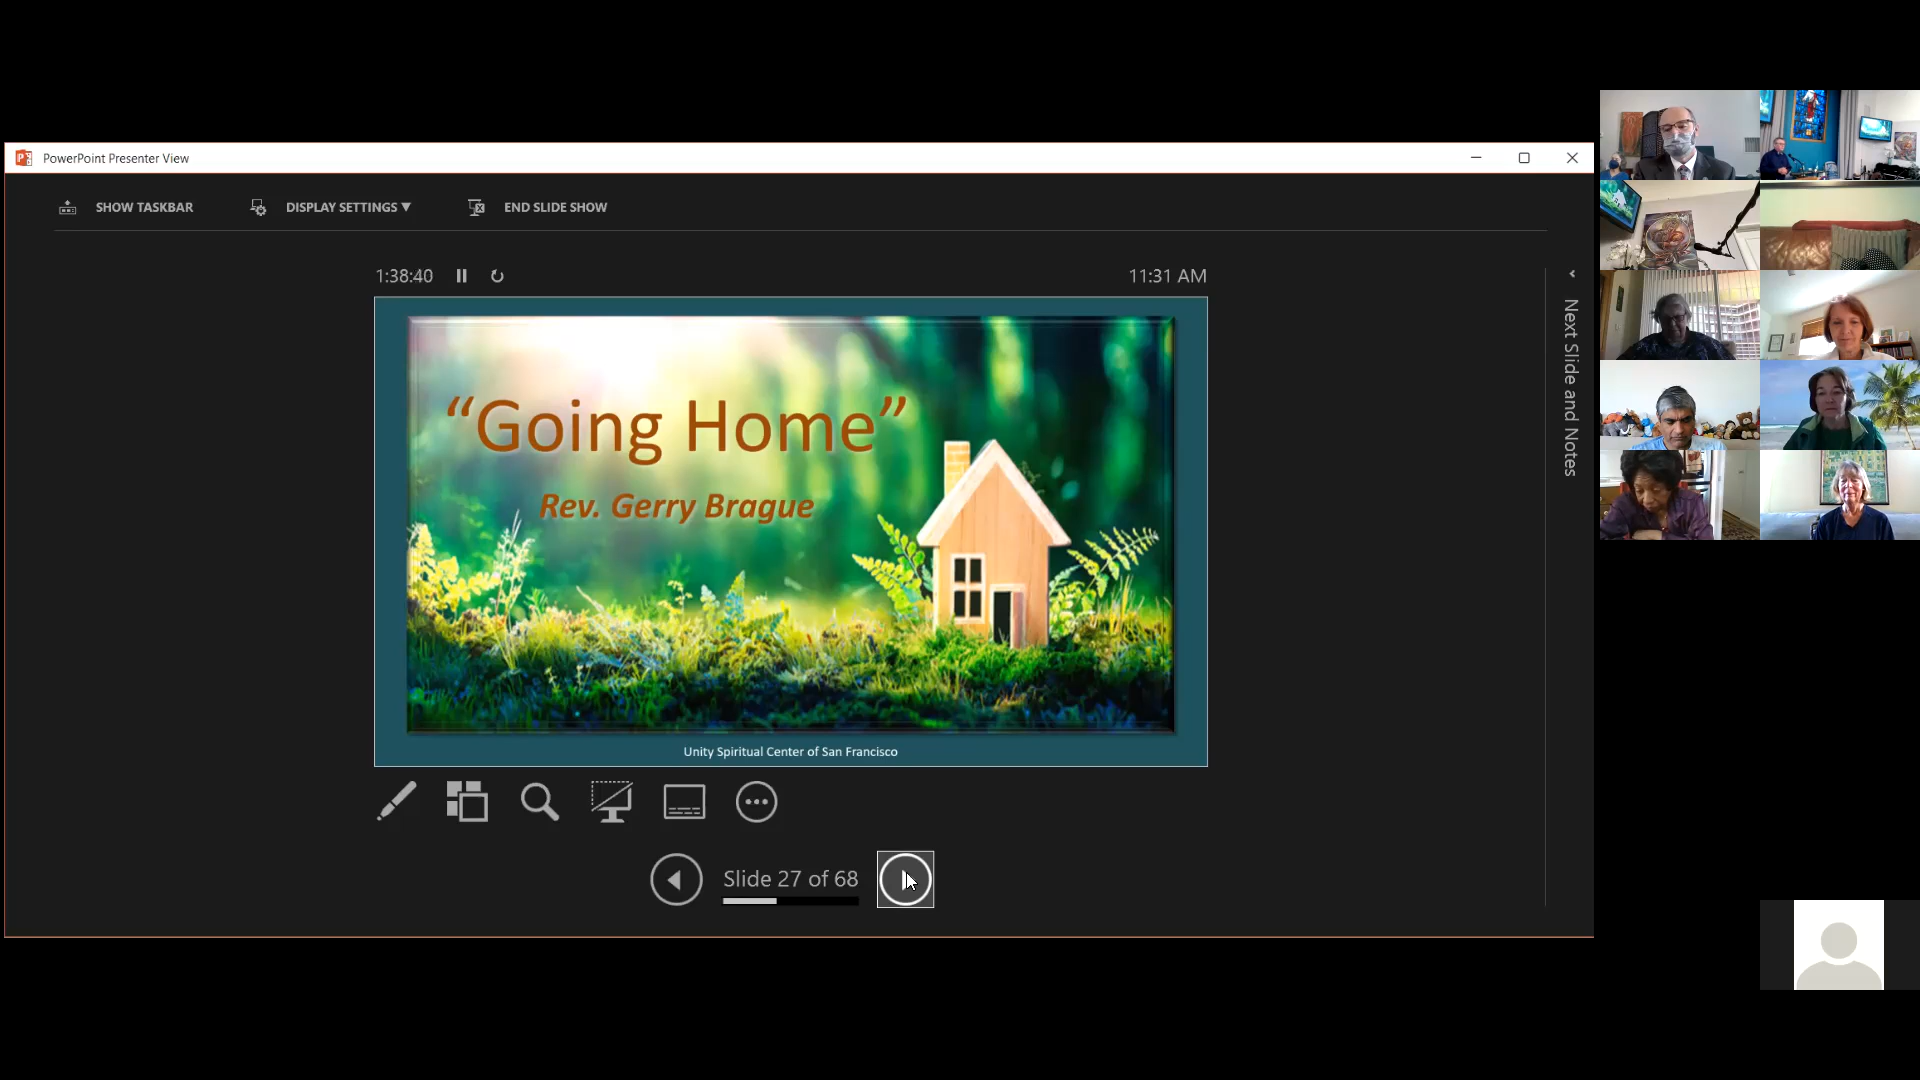 PowerPoint Presenter View
SHOW TASKBAR
DISPLAY SETTINGS ▼
END SLIDE SHOW
1:38:40
11:31 AM
“Going Home”
Rev. Gerry Brague
Unity Spiritual Center of San Francisco
Slide 27 of 68
Next Slide and Notes